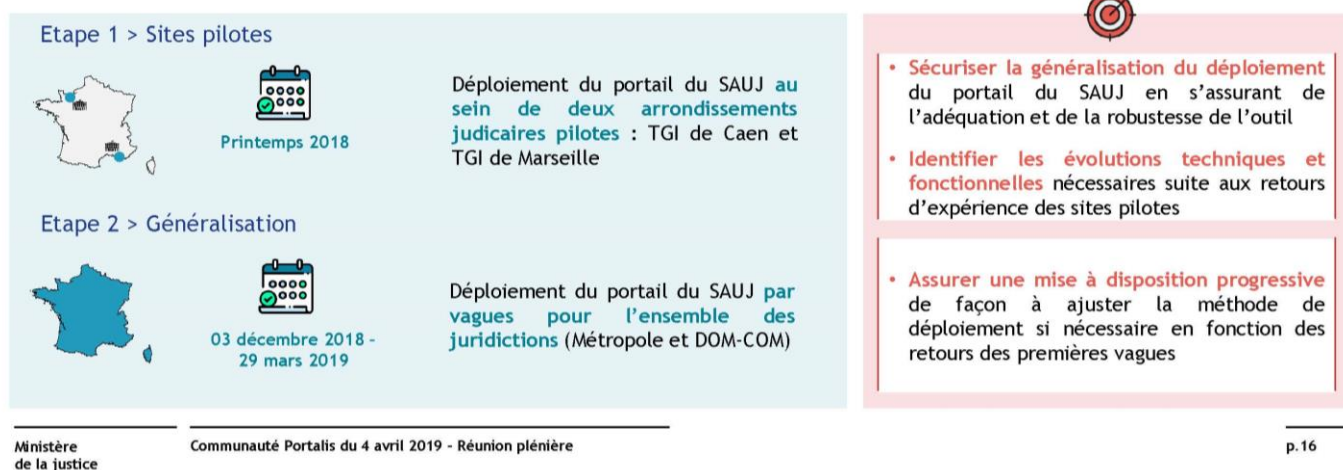 Etape 1 > Sites pilotes
Printemps 2018
Déploiement du portail du SAUJ au
sein de deux arrondissements
judicaires pilotes : TGI de Caen et
TGI de Marseille
Etape 2 > Généralisation
03 décembre 2018 -
29 mars 2019
Déploiement du portail du SAUJ par
vagues pour l'ensemble des
juridictions (Métropole et DOM-COM)
• Sécuriser la généralisation du déploiement
du portail du SAUJ en s'assurant de
l'adéquation et de la robustesse de l'outil
• Identifier les évolutions techniques et
fonctionnelles nécessaires suite aux retours
d'expérience des sites pilotes
• Assurer une mise à disposition progressive
de façon à ajuster la méthode de
déploiement si nécessaire en fonction des
retours des premières vagues
Ministère
de la justice
Communauté Portalis du 4 avril 2019 - Réunion plénière
p.16